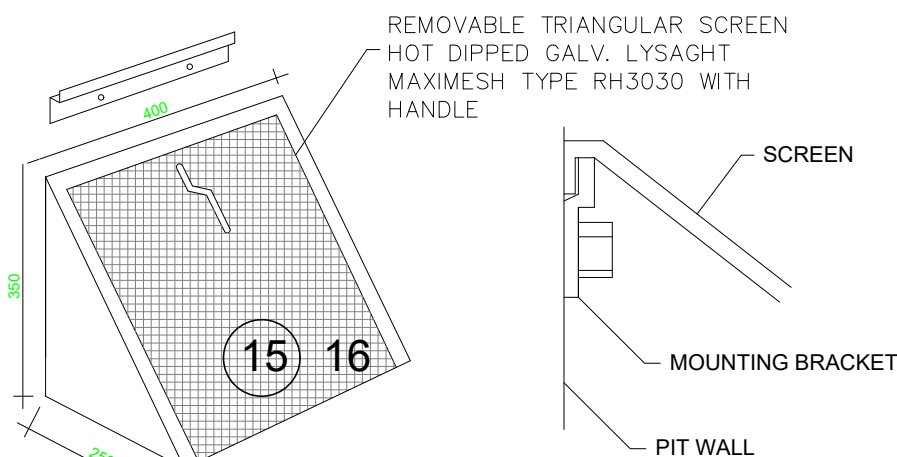 REMOVABLE TRIANGULAR SCREEN
HOT DIPPED GALV. LYSAGHT
MAXIMESH TYPE RH3030 WITH
HANDLE
400
SCREEN
350
15 16
MOUNTING BRACKET
PIT WALL